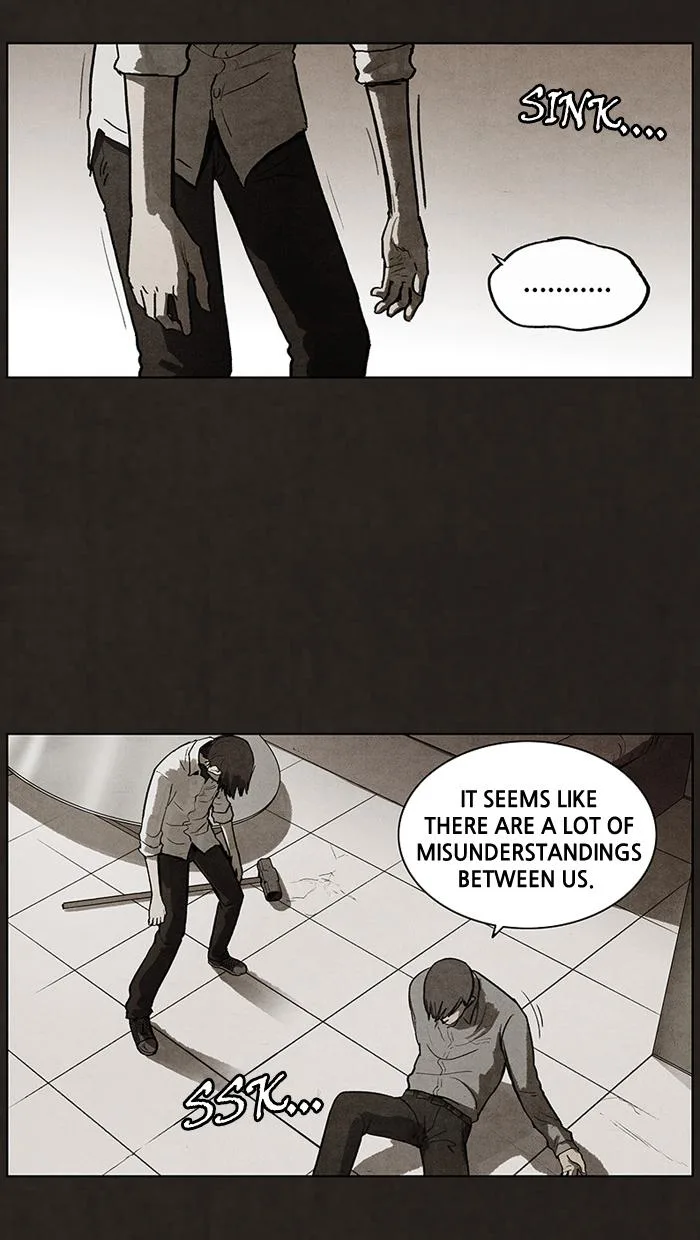 SINK....
...........
IT SEEMS LIKE
THERE ARE A LOT OF
MISUNDERSTANDINGS
BETWEEN US.
SSK...